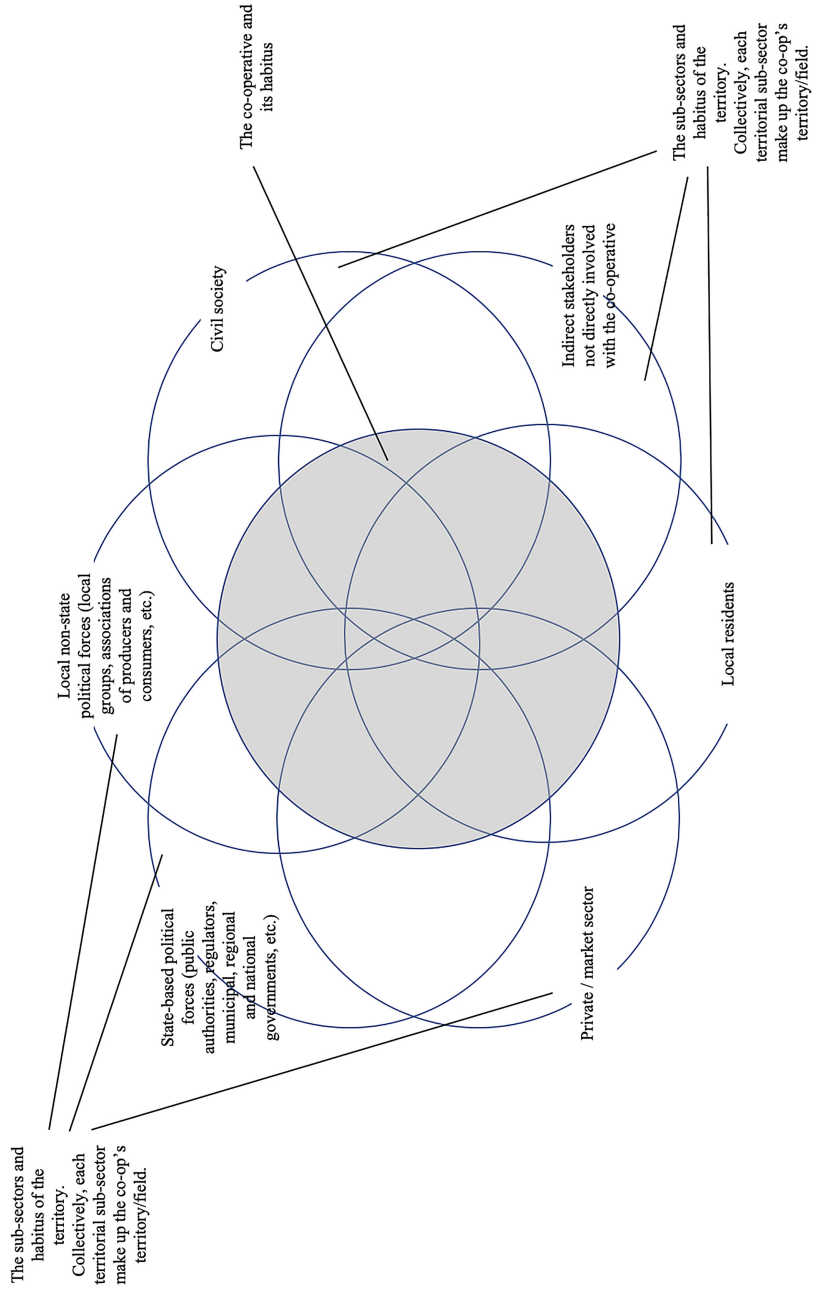 The sub-sectors and
habitus of the
territory.
Collectively, each
territorial sub-sector
make up the co-op's
territory/field.
Local non-state
political forces (local
groups, associations
of producers and
consumers, etc.)
State-based political
forces (public
authorities, regulators,
municipal, regional
and national
governments, etc.)
Civil society
The co-operative and
its habitus
Private / market sector
Indirect stakeholders
not directly involved
with the co-operative
Local residents
The sub-sectors and
habitus of the
territory.
Collectively, each
territorial sub-sector
make up the co-op's
territory/field.